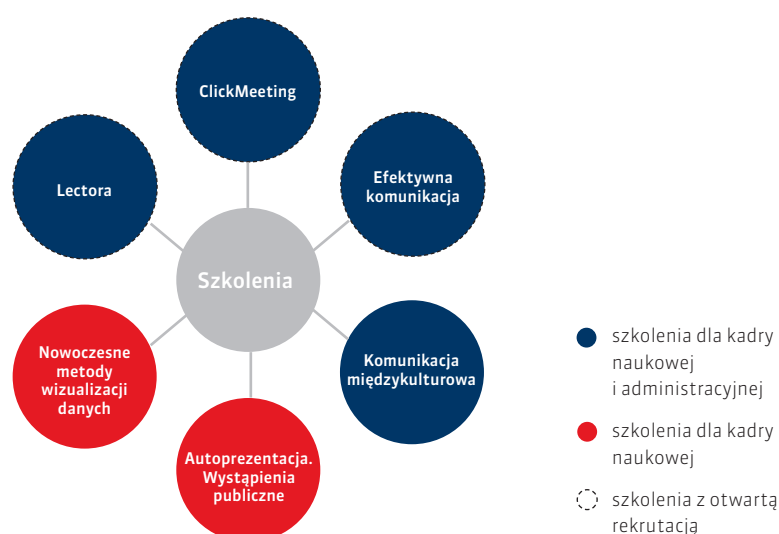 ClickMeeting
Lectora
Efektywna
komunikacja
Szkolenia
Nowoczesne
metody
wizualizacji
danych
Komunikacja
międzykulturowa
Autoprezentacja.
Wystąpienia
publiczne
szkolenia dla kadry
naukowej
i administracyjnej
szkolenia dla kadry
naukowej
szkolenia z otwartą
rekrutacją